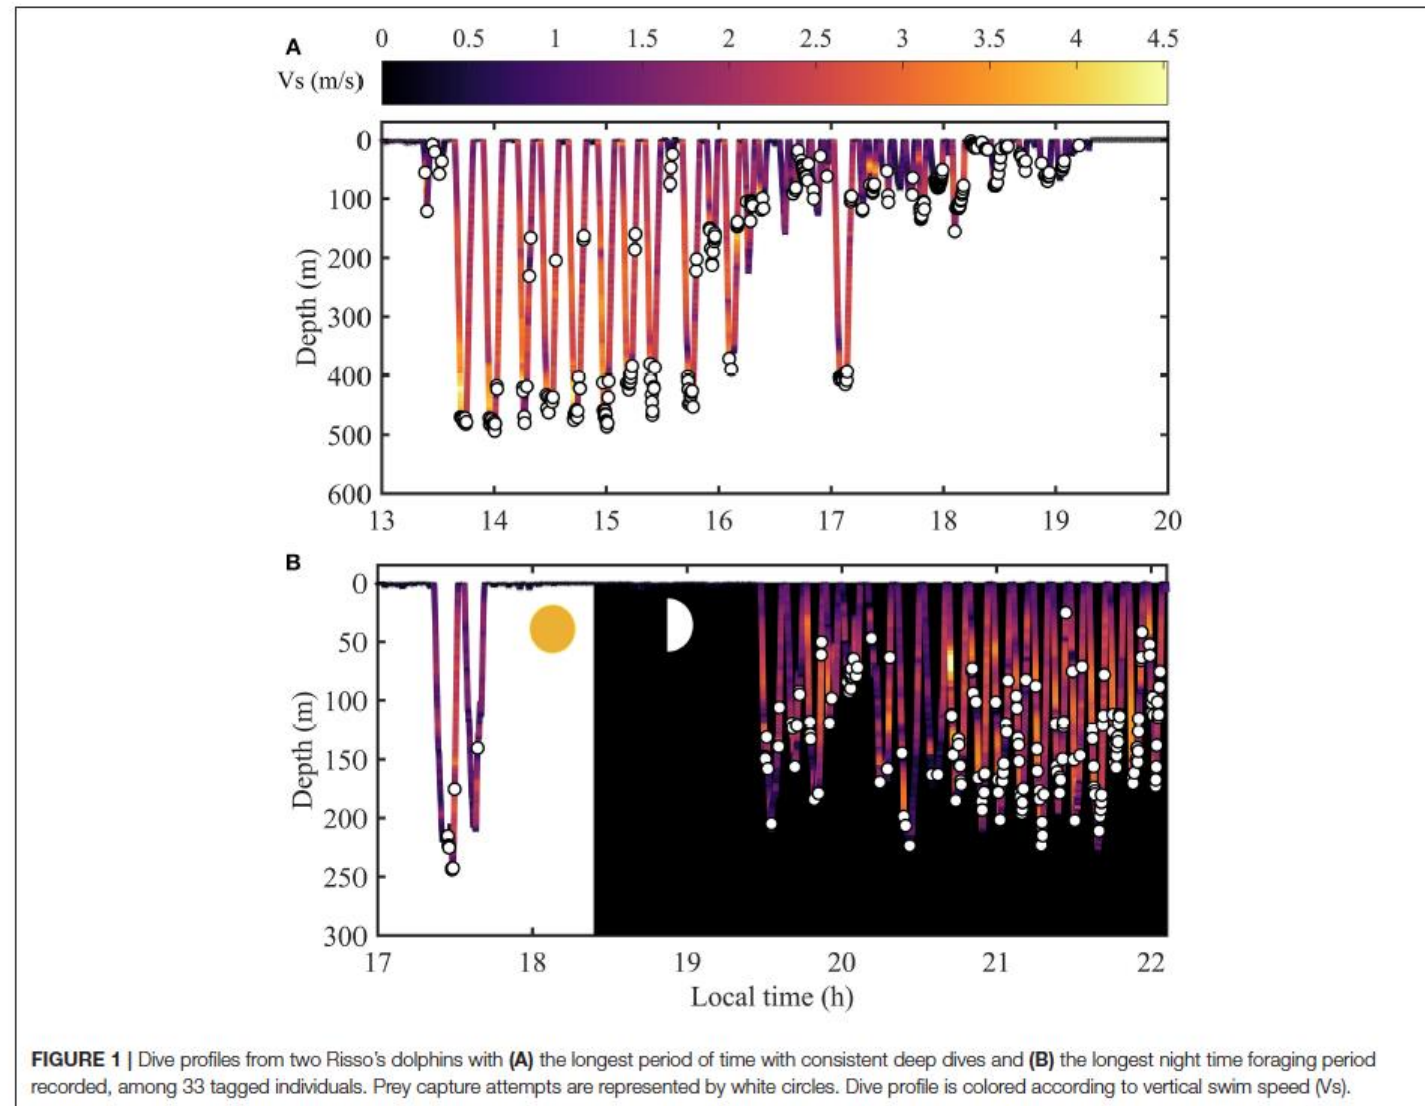 A
0 0.5 1 1.5 2 2.5 3 3.5 4 4.5
Vs (m/s)
0
100
200
300
400
500
600
Depth (m)
13 14 15 16 17 18 19 20
B
0
50
100
150
200
250
300
Depth (m)
17 18 19 20 21 22
Local time (h)
FIGURE 1 | Dive profiles from two Risso's dolphins with (A) the longest period of time with consistent deep dives and (B) the longest night time foraging period
recorded, among 33 tagged individuals. Prey capture attempts are represented by white circles. Dive profile is colored according to vertical swim speed (Vs).